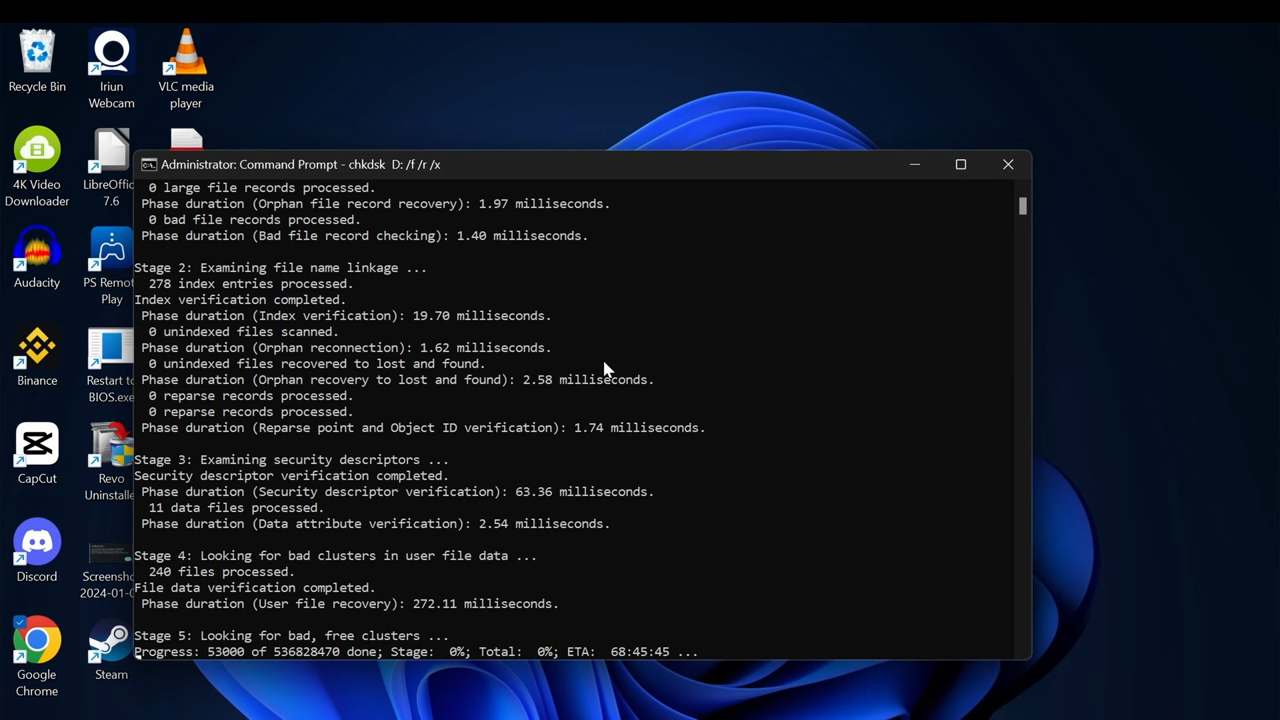 Recycle Bin
Iriun
Webcam
VLC media
player
4K Video
Downloader
LibreOffic
7.6
Audacity
PS Remo
Play
Binance
Restart to
BIOS.exe
CapCut
Revo
Uninstalle
Discord
Screensho
2024-01-0
Google
Chrome
Steam
Administrator: Command Prompt - chkdsk D: /f /r /x
0 large file records processed.
Phase duration (Orphan file record recovery): 1.97 milliseconds.
0 bad file records processed.
Phase duration (Bad file record checking): 1.40 milliseconds.
Stage 2: Examining file name linkage ...
278 index entries processed.
Index verification completed.
Phase duration (Index verification): 19.70 milliseconds.
0 unindexed files scanned.
Phase duration (Orphan reconnection): 1.62 milliseconds.
0 unindexed files recovered to lost and found.
Phase duration (Orphan recovery to lost and found): 2.58 milliseconds.
0 reparse records processed.
0 reparse records processed.
Phase duration (Reparse point and Object ID verification): 1.74 milliseconds.
Stage 3: Examining security descriptors ...
Security descriptor verification completed.
Phase duration (Security descriptor verification): 63.36 milliseconds.
11 data files processed.
Phase duration (Data attribute verification): 2.54 milliseconds.
Stage 4: Looking for bad clusters in user file data ...
240 files processed.
File data verification completed.
Phase duration (User file recovery): 272.11 milliseconds.
Stage 5: Looking for bad, free clusters ...
Progress: 53000 of 536828470 done; Stage:  0%; Total:  0%; ETA:  68:45:45 ...